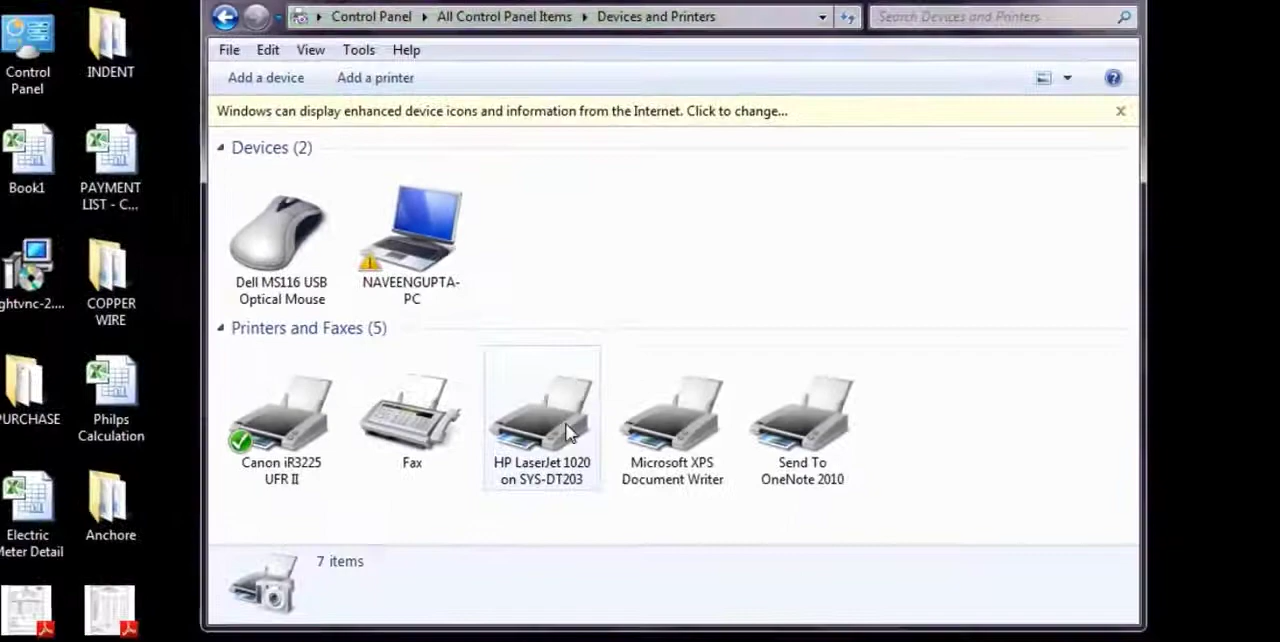 Control Panel
All Control Panel Items
Devices and Printers
Search Devices and Printers
File Edit View Tools Help
Add a device Add a printer
Windows can display enhanced device icons and information from the Internet. Click to change...
Devices (2)
Dell MS116 USB
Optical Mouse
NAVEENGUPTA-
PC
Printers and Faxes (5)
Canon iR3225
UFR II
Fax
HP LaserJet 1020
on SYS-DT203
Microsoft XPS
Document Writer
Send To
OneNote 2010
7 items
Control
Panel
INDENT
Book1
PAYMENT
LIST - C...
ghtvnc-2....
COPPER
WIRE
PURCHASE
Philps
Calculation
Electric
Meter Detail
Anchore